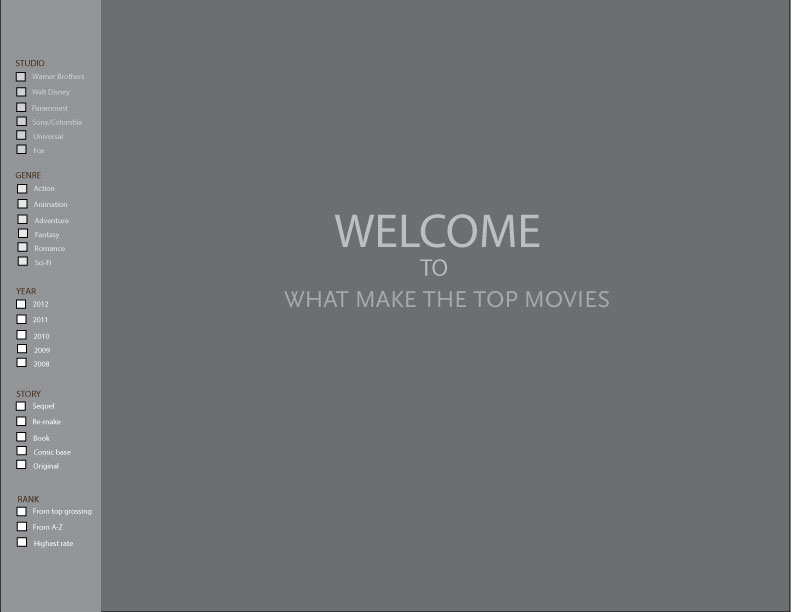 STUDIO
Warner Brothers
Walt Disney
Paramount
Sony/Columbia
Universal
Fox
GENRE
Action
Animation
Adventure
Fantasy
Romance
Sci-Fi
YEAR
2012
2011
2010
2009
2008
STORY
Sequel
Re-make
Book
Comic base
Original
RANK
From top grossing
From A-Z
Highest rate
WELCOME
TO
WHAT MAKE THE TOP MOVIES